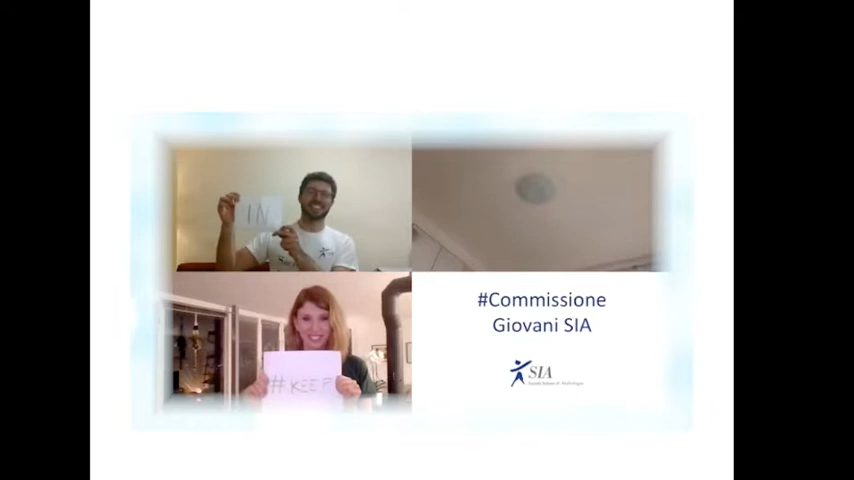 IN
#KEEP
#Commissione
Giovani SIA
SIA